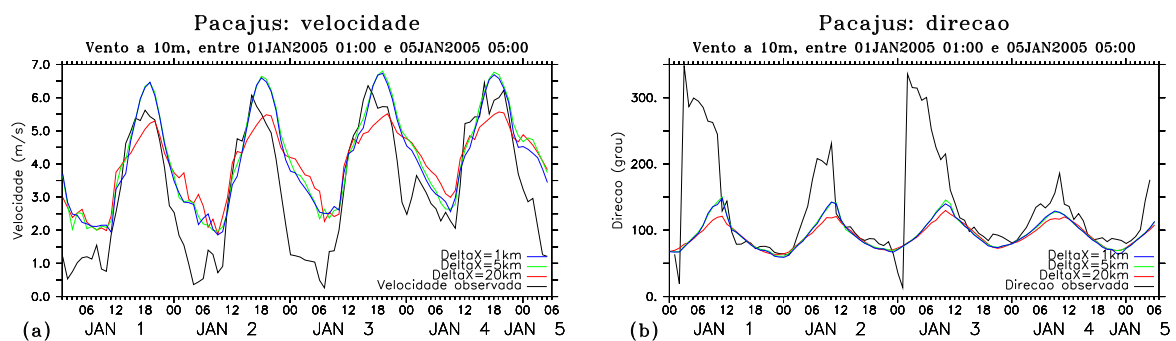 Pacajus: velocidade
Vento a 10m, entre 01JAN2005 01:00 e 05JAN2005 05:00
7.0
6.0
5.0
4.0
3.0
2.0
1.0
0.0
Velocidade (m/s)
DeltaX=1km
DeltaX=5km
DeltaX=20km
Velocidade observada
06 12 18 00 06 12 18 00 06 12 18 00 06 12 18 00 06
(a) JAN 1 JAN 2 JAN 3 JAN 4 JAN 5
Pacajus: direcao
Vento a 10m, entre 01JAN2005 01:00 e 05JAN2005 05:00
300.
200.
100.
0.
Direcao (grau)
DeltaX=1km
DeltaX=5km
DeltaX=20km
Direcao observada
00 06 12 18 00 06 12 18 00 06 12 18 00 06 12 18 00 06
(b) JAN 1 JAN 2 JAN 3 JAN 4 JAN 5